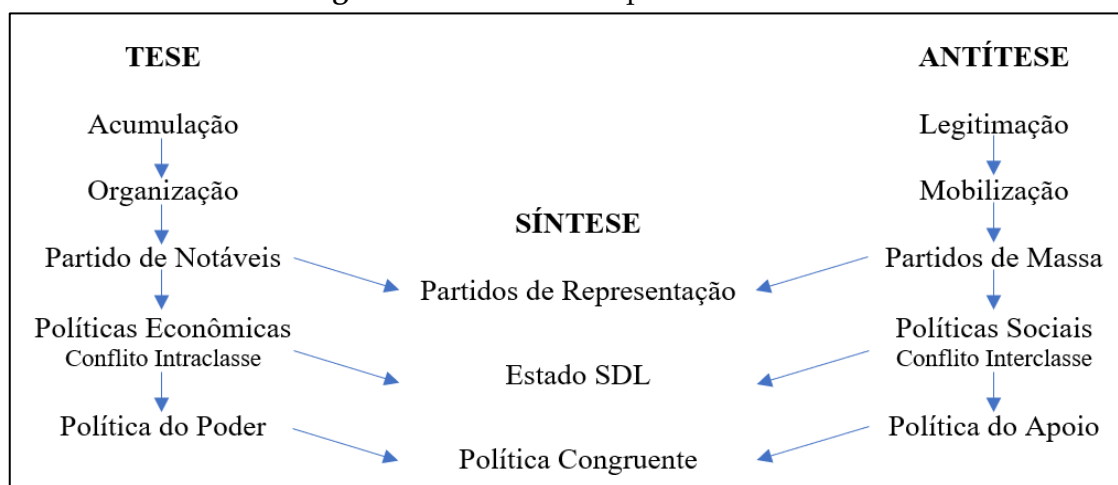 TESE
ANTÍTESE
Acumulação
Legitimação
Organização
Mobilização
SÍNTESE
Partido de Notáveis
Partidos de Massa
Partidos de Representação
Políticas Econômicas
Políticas Sociais
Conflito Intraclasse
Conflito Interclasse
Estado SDL
Política do Poder
Política do Apoio
Política Congruente